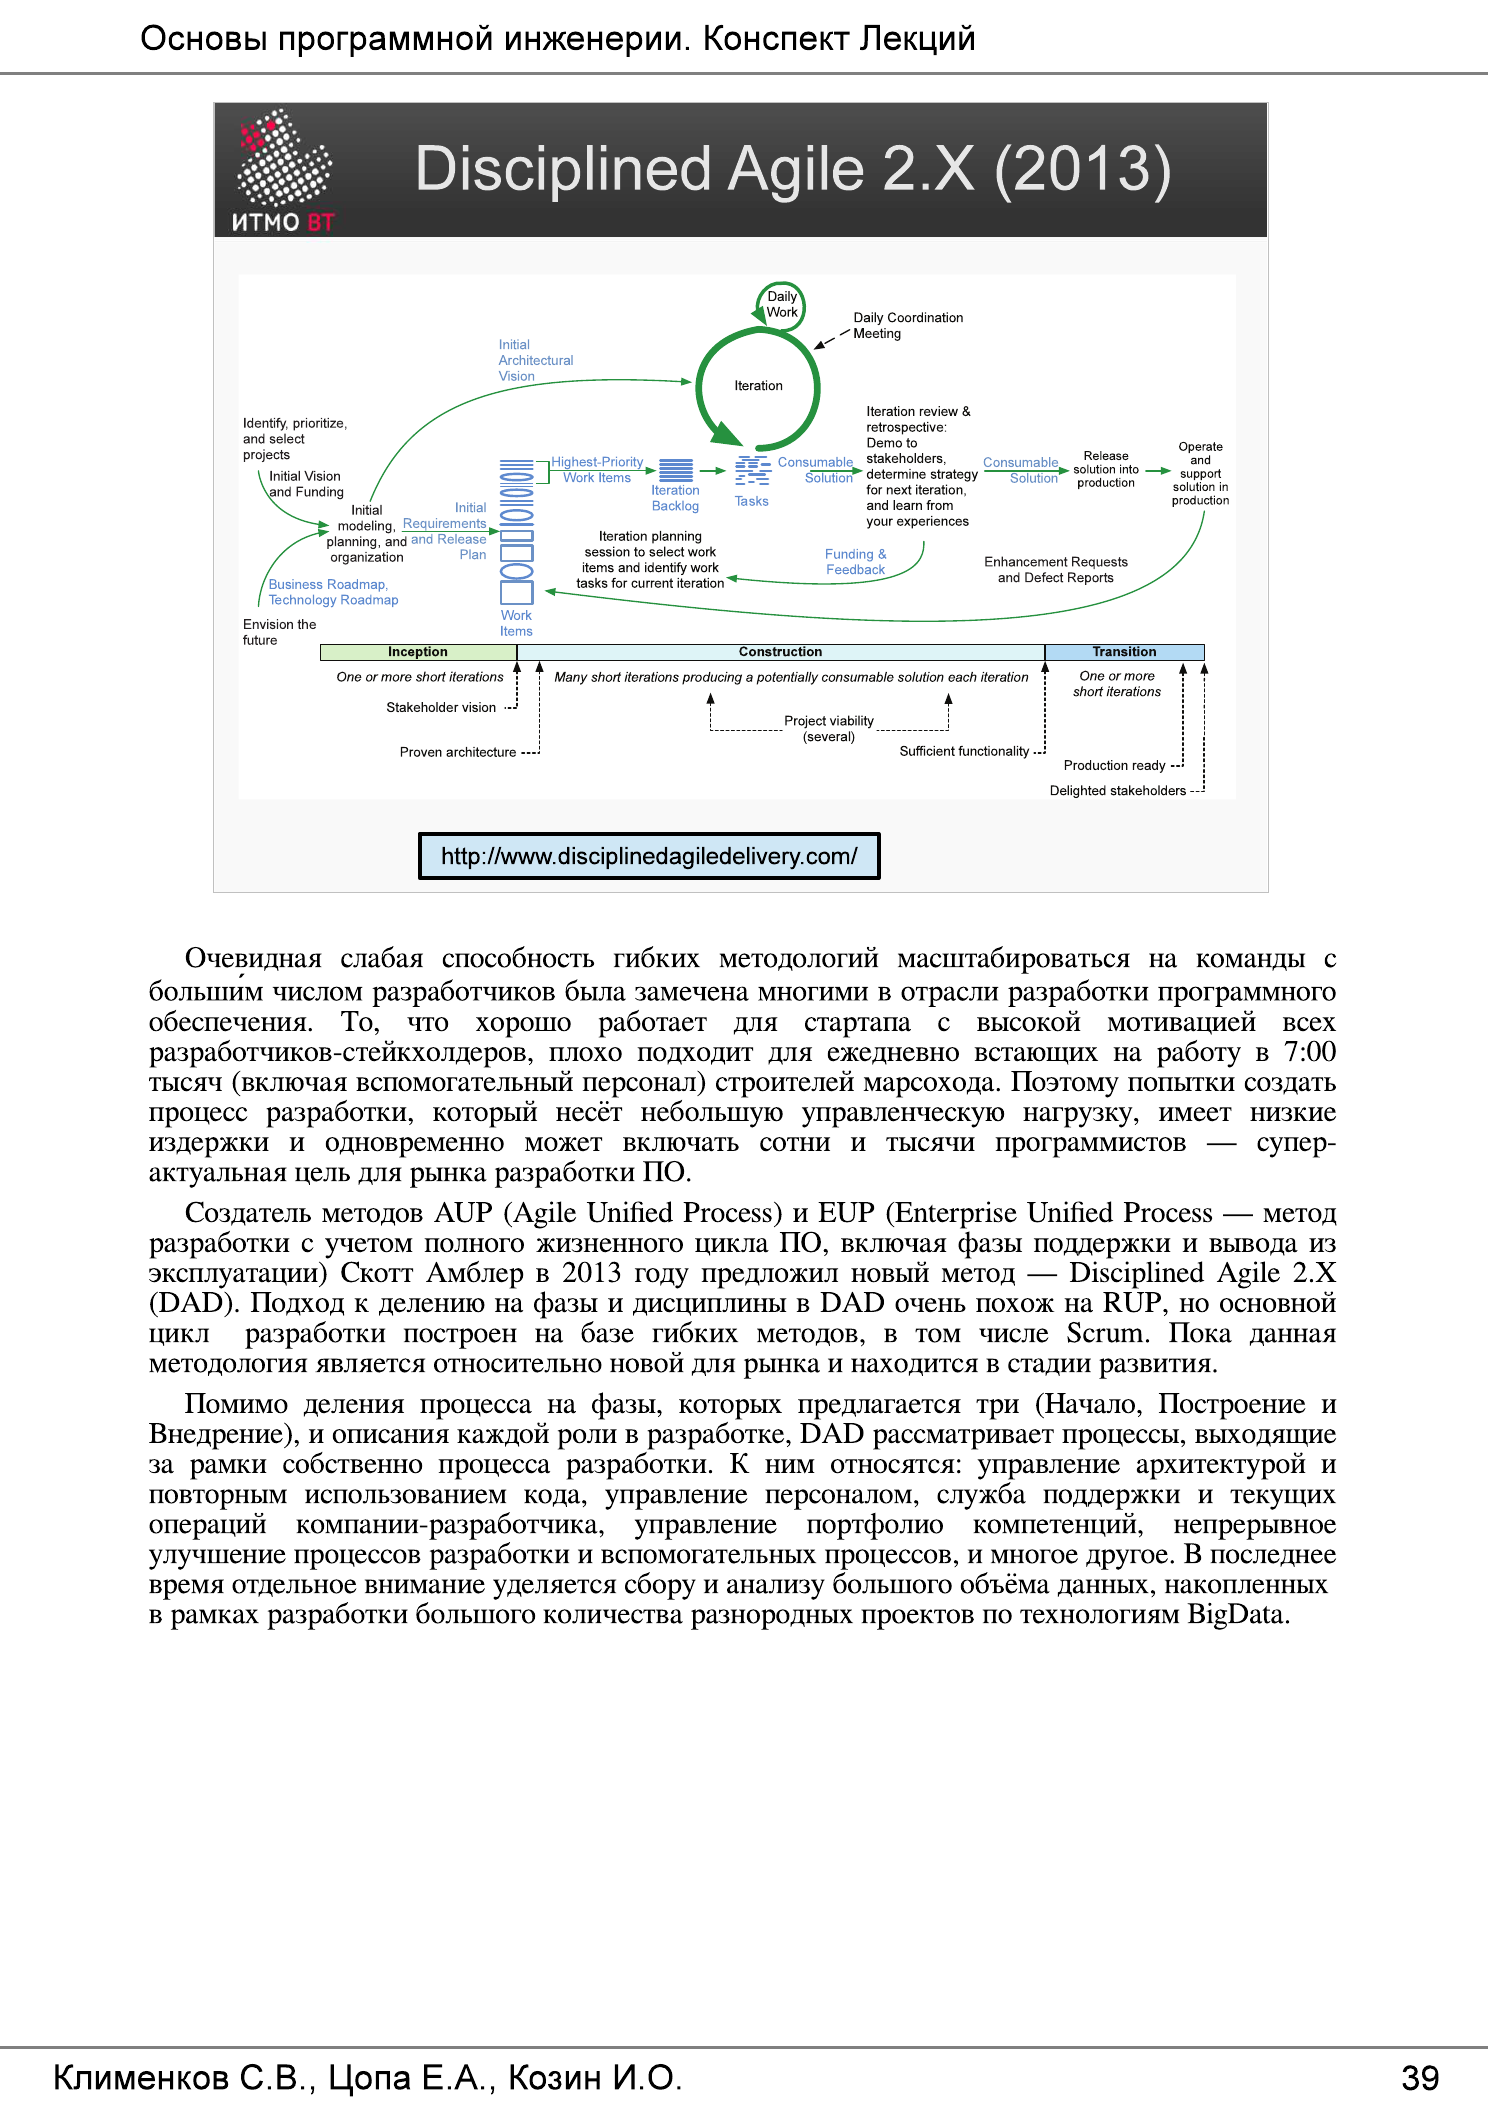 Основы программной инженерии. Конспект Лекций
ИТМО ВТ
Disciplined Agile 2.X (2013)
Daily
Work
Daily Coordination
Meeting
Initial
Architectural
Vision
Iteration
Identify, prioritize,
and select
projects
Initial Vision
and Funding
Initial
modeling,
planning, and
organization
Initial
Requirements
and Release
Plan
Business Roadmap,
Technology Roadmap
Envision the
future
Work
Items
Highest-Priority
Work Items
Iteration
Backlog
Tasks
Consumable
Solution
Iteration review &
retrospective:
Demo to
stakeholders,
determine strategy
for next iteration,
and learn from
your experiences
Consumable
Solution
Release
solution into
production
Operate
and
support
solution in
production
Iteration planning
session to select work
items and identify work
tasks for current iteration
Funding &
Feedback
Enhancement Requests
and Defect Reports
Inception
Construction
Transition
One or more short iterations
Many short iterations producing a potentially consumable solution each iteration
One or more
short iterations
Stakeholder vision
Project viability
(several)
Proven architecture
Sufficient functionality
Production ready
Delighted stakeholders
http://www.disciplinedagiledelivery.com/
Очевидная слабая способность гибких методологий масштабироваться на команды с
больши́м числом разработчиков была замечена многими в отрасли разработки программного
обеспечения. То, что хорошо работает для стартапа с высокой мотивацией всех
разработчиков-стейкхолдеров, плохо подходит для ежедневно встающих на работу в 7:00
тысяч (включая вспомогательный персонал) строителей марсохода. Поэтому попытки создать
процесс разработки, который несёт небольшую управленческую нагрузку, имеет низкие
издержки и одновременно может включать сотни и тысячи программистов — супер-
актуальная цель для рынка разработки ПО.
Создатель методов AUP (Agile Unified Process) и EUP (Enterprise Unified Process — метод
разработки с учетом полного жизненного цикла ПО, включая фазы поддержки и вывода из
эксплуатации) Скотт Амблер в 2013 году предложил новый метод — Disciplined Agile 2.X
(DAD). Подход к делению на фазы и дисциплины в DAD очень похож на RUP, но основной
цикл разработки построен на базе гибких методов, в том числе Scrum. Пока данная
методология является относительно новой для рынка и находится в стадии развития.
Помимо деления процесса на фазы, которых предлагается три (Начало, Построение и
Внедрение), и описания каждой роли в разработке, DAD рассматривает процессы, выходящие
за рамки собственно процесса разработки. К ним относятся: управление архитектурой и
повторным использованием кода, управление персоналом, служба поддержки и текущих
операций компании-разработчика, управление портфолио компетенций, непрерывное
улучшение процессов разработки и вспомогательных процессов, и многое другое. В последнее
время отдельное внимание уделяется сбору и анализу большого объёма данных, накопленных
в рамках разработки большого количества разнородных проектов по технологиям BigData.
Клименков С.В., Цопа Е.А., Козин И.О.
39